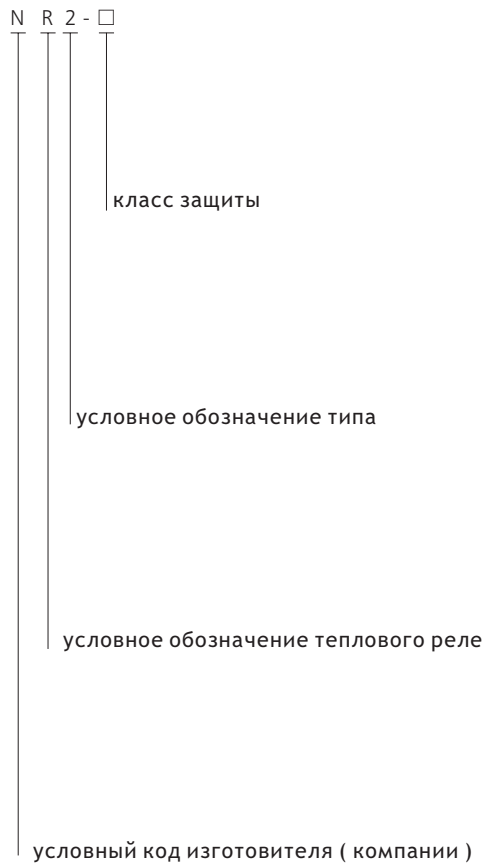 N R 2 - □
класс защиты
условное обозначение типа
условное обозначение теплового реле
условный код изготовителя ( компании )